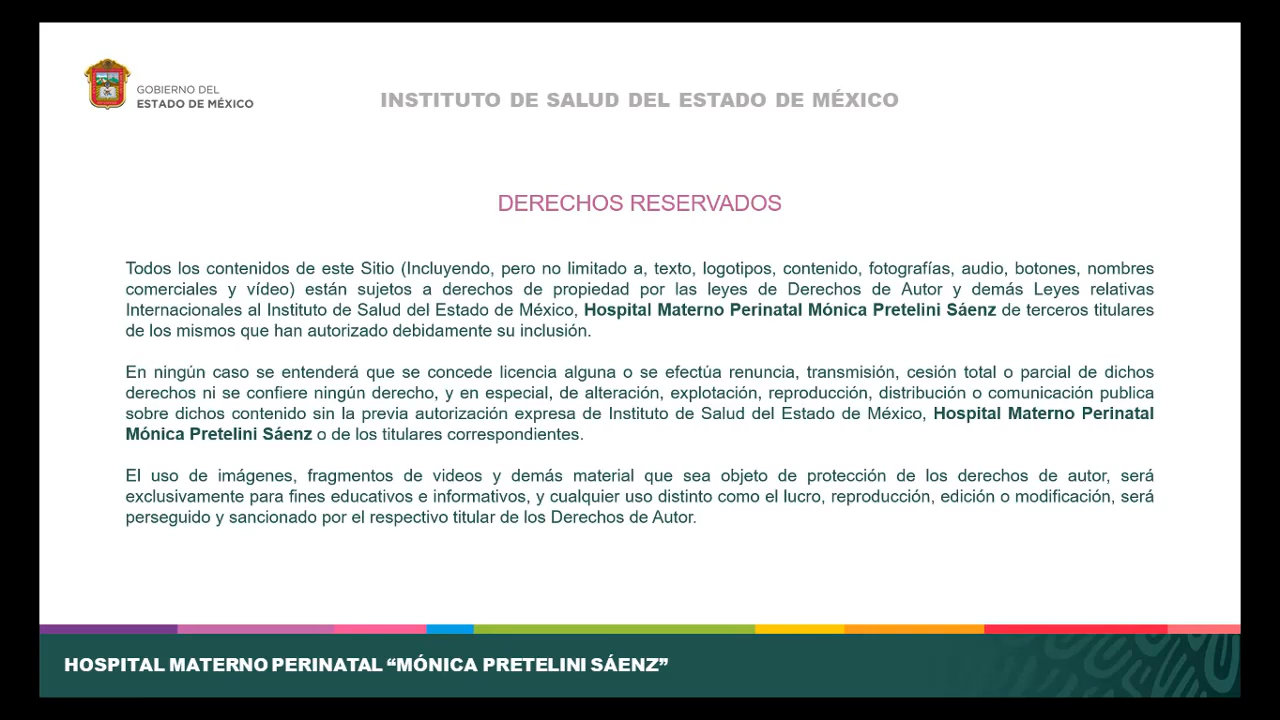 GOBIERNO DEL
ESTADO DE MÉXICO
INSTITUTO DE SALUD DEL ESTADO DE MÉXICO
DERECHOS RESERVADOS
Todos los contenidos de este Sitio (Incluyendo, pero no limitado a, texto, logotipos, contenido, fotografías, audio, botones, nombres
comerciales y vídeo) están sujetos a derechos de propiedad por las leyes de Derechos de Autor y demás Leyes relativas
Internacionales al Instituto de Salud del Estado de México, Hospital Materno Perinatal Mónica Pretelini Sáenz de terceros titulares
de los mismos que han autorizado debidamente su inclusión.
En ningún caso se entenderá que se concede licencia alguna o se efectúa renuncia, transmisión, cesión total o parcial de dichos
derechos ni se confiere ningún derecho, y en especial, de alteración, explotación, reproducción, distribución o comunicación publica
sobre dichos contenido sin la previa autorización expresa de Instituto de Salud del Estado de México, Hospital Materno Perinatal
Mónica Pretelini Sáenz o de los titulares correspondientes.
El uso de imágenes, fragmentos de videos y demás material que sea objeto de protección de los derechos de autor, será
exclusivamente para fines educativos e informativos, y cualquier uso distinto como el lucro, reproducción, edición o modificación, será
perseguido y sancionado por el respectivo titular de los Derechos de Autor.
HOSPITAL MATERNO PERINATAL “MÓNICA PRETELINI SÁENZ”